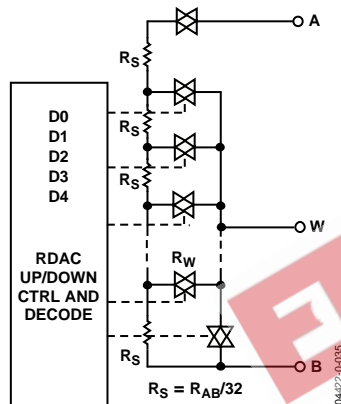 A
RS
D0
D1
D2
D3
D4
RS
RS
W
RDAC
UP/DOWN
CTRL AND
DECODE
RW
RS
B
RS = RAB/32
04422-0-035